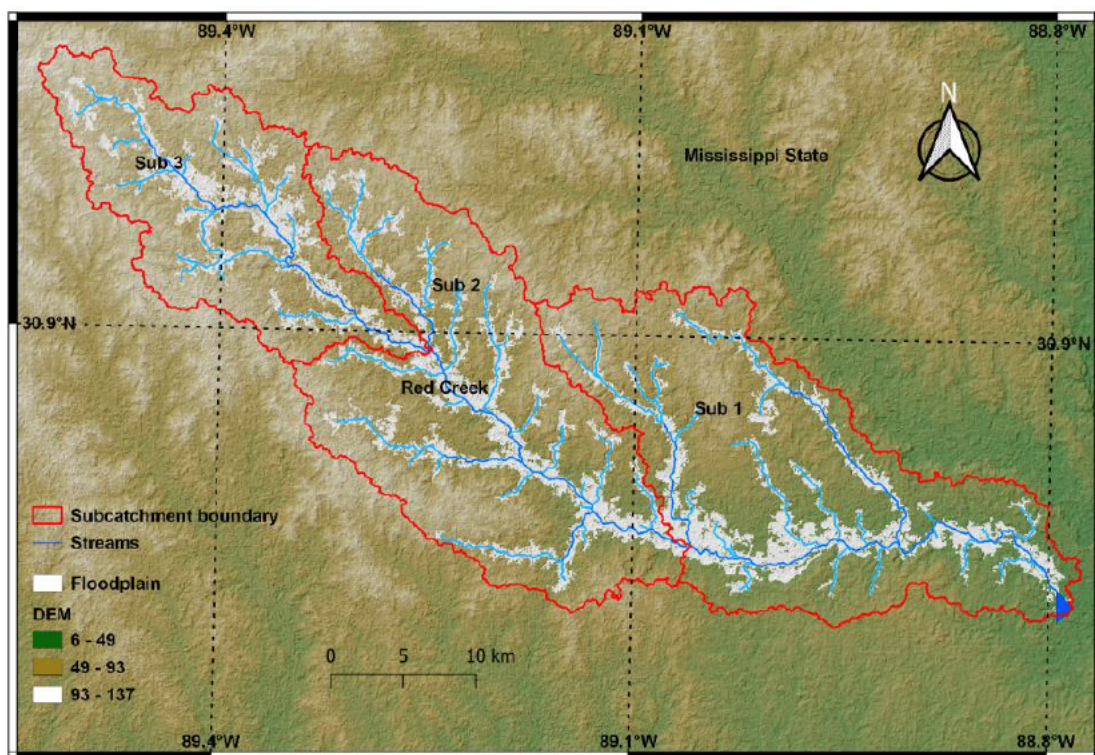 89.4°W 89.1°W 88.8°W
N
Mississippi State
Sub 3
Sub 2
30.9°N
30.9°N
Red Creek
Sub 1
Subcatchment boundary
Streams
Floodplain
DEM
6 - 49
49 - 93
93 - 137
0 5 10 km
89.4°W 89.1°W 88.8°W